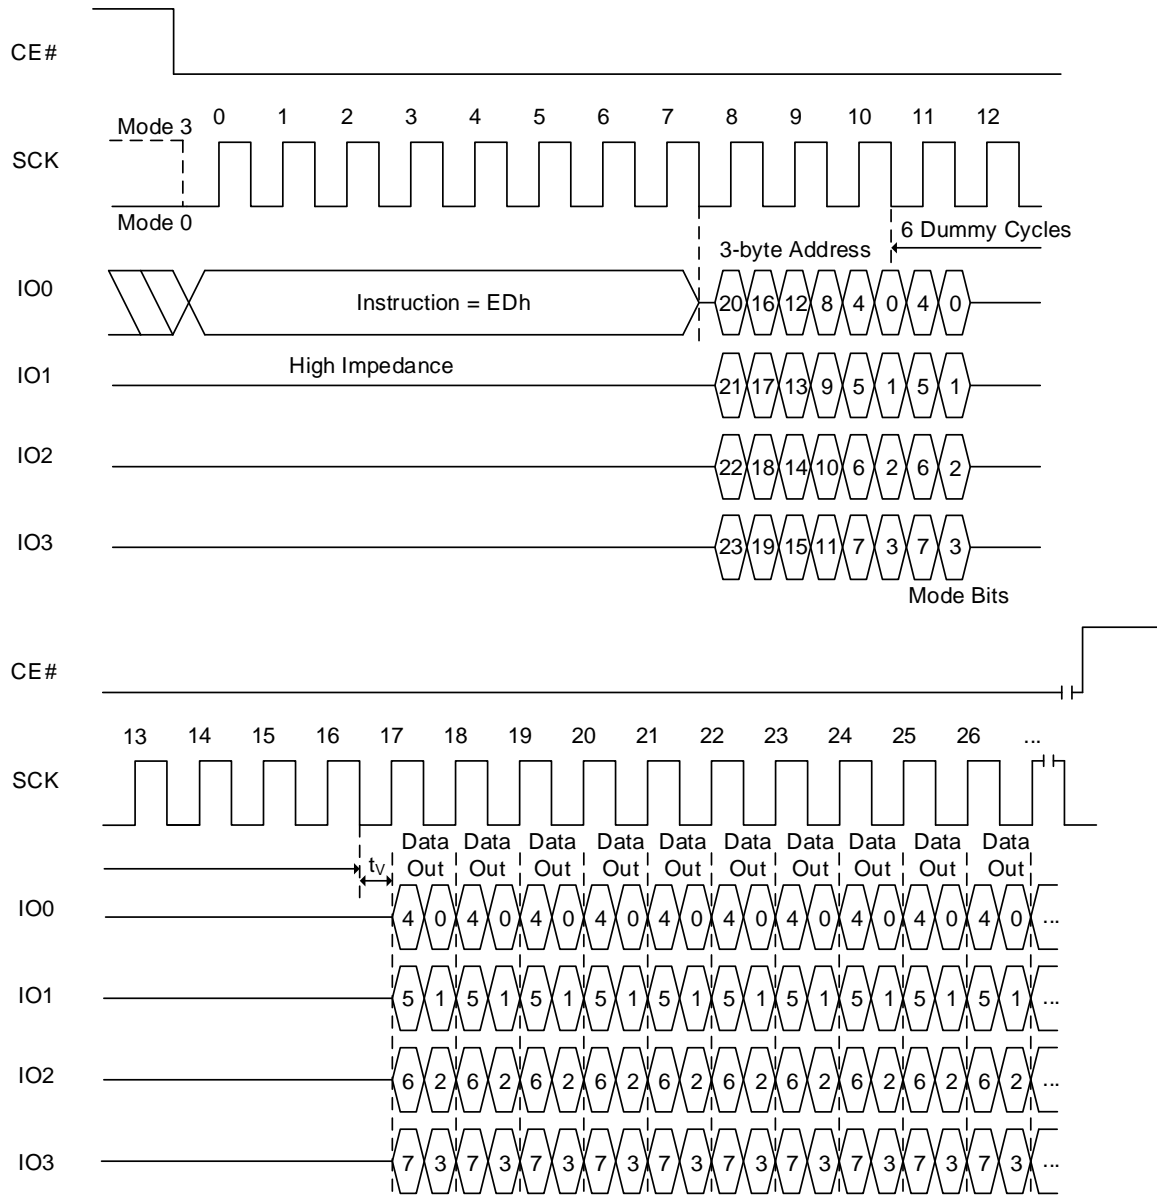 CE#
0 1 2 3 4 5 6 7 8 9 10 11 12
Mode 3
SCK
Mode 0
6 Dummy Cycles
3-byte Address
IO0
Instruction = EDh
20 16 12 8 4 0 4 0
High Impedance
IO1
21 17 13 9 5 1 5 1
IO2
22 18 14 10 6 2 6 2
IO3
23 19 15 11 7 3 7 3
Mode Bits
CE#
13 14 15 16 17 18 19 20 21 22 23 24 25 26 ...
SCK
tV
Data Data Data Data Data Data Data Data Data Data
Out Out Out Out Out Out Out Out Out Out
IO0
4 0 4 0 4 0 4 0 4 0 4 0 4 0 4 0 4 0 4 0 ...
IO1
5 1 5 1 5 1 5 1 5 1 5 1 5 1 5 1 5 1 5 1 ...
IO2
6 2 6 2 6 2 6 2 6 2 6 2 6 2 6 2 6 2 6 2 ...
IO3
7 3 7 3 7 3 7 3 7 3 7 3 7 3 7 3 7 3 7 3 ...